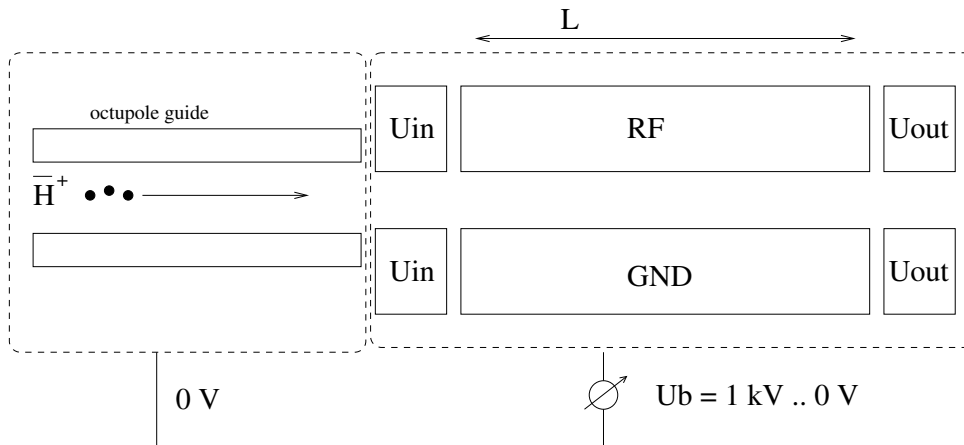 L
octupole guide
Uin
RF
Uout
H̅⁺
Uin
GND
Uout
0 V
Ub = 1 kV .. 0 V